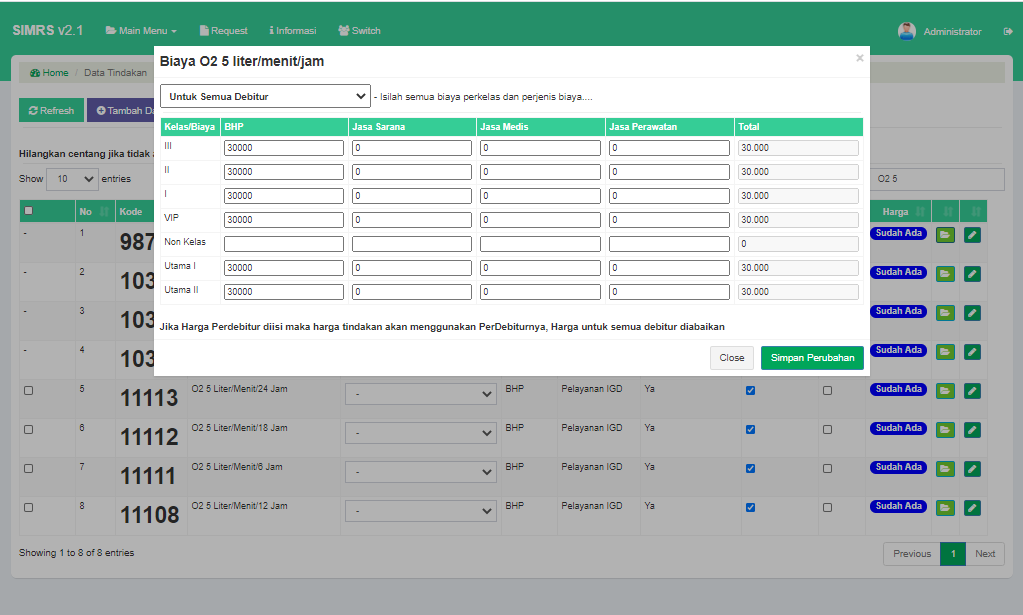 SIMRS v2.1 Main Menu Request Informasi Switch Administrator
Home / Data Tindakan
Refresh Tambah Da
Hilangkan centang jika tidak a
Show 10 entries O2 5
No Kode Harga
- 1 987 Sudah Ada
- 2 103 Sudah Ada
- 3 103 Sudah Ada
- 4 103 Sudah Ada
Biaya O2 5 liter/menit/jam ×
Untuk Semua Debitur - Isilah semua biaya perkelas dan perjenis biaya....
Kelas/Biaya BHP Jasa Sarana Jasa Medis Jasa Perawatan Total
III 30000 0 0 0 30.000
II 30000 0 0 0 30.000
I 30000 0 0 0 30.000
VIP 30000 0 0 0 30.000
Non Kelas 0
Utama I 30000 0 0 0 30.000
Utama II 30000 0 0 0 30.000
Jika Harga Perdebitur diisi maka harga tindakan akan menggunakan PerDebiturnya, Harga untuk semua debitur diabaikan
Close Simpan Perubahan
5 11113 O2 5 Liter/Menit/24 Jam - BHP Pelayanan IGD Ya Sudah Ada
6 11112 O2 5 Liter/Menit/18 Jam - BHP Pelayanan IGD Ya Sudah Ada
7 11111 O2 5 Liter/Menit/6 Jam - BHP Pelayanan IGD Ya Sudah Ada
8 11108 O2 5 Liter/Menit/12 Jam - BHP Pelayanan IGD Ya Sudah Ada
Showing 1 to 8 of 8 entries Previous 1 Next